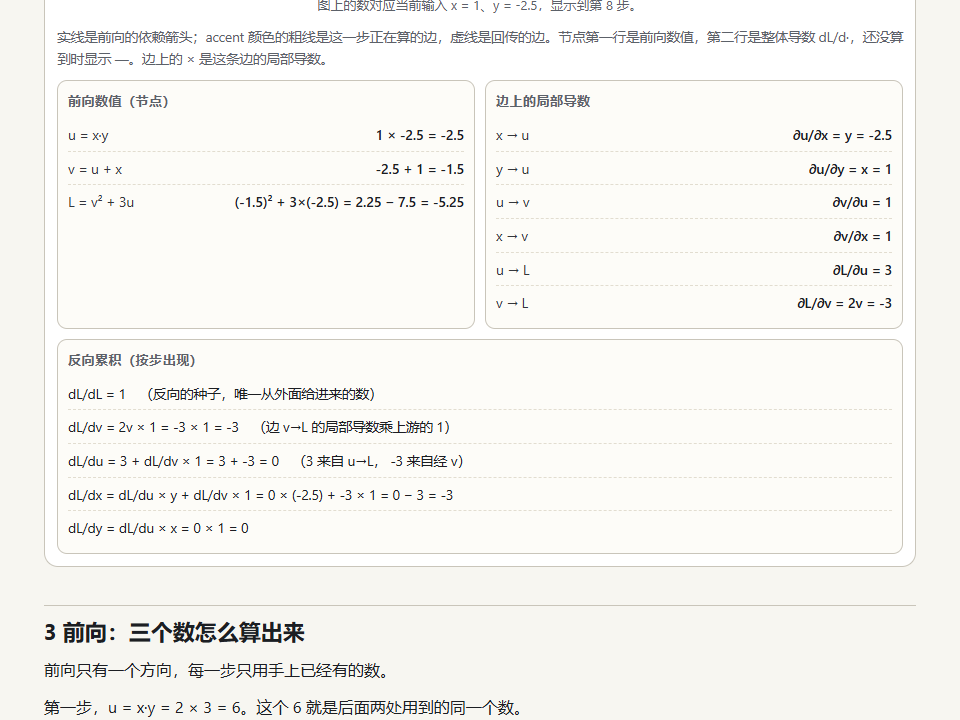 图上的数对应当前输入 x = 1、y = -2.5，显示到第 8 步。
实线是前向的依赖箭头；accent 颜色的粗线是这一步正在算的边，虚线是回传的边。节点第一行是前向数值，第二行是整体导数 dL/d·，还没算
到时显示 —。边上的 × 是这条边的局部导数。
前向数值（节点）
u = x·y 1 × -2.5 = -2.5
v = u + x -2.5 + 1 = -1.5
L = v² + 3u (-1.5)² + 3×(-2.5) = 2.25 − 7.5 = -5.25
边上的局部导数
x → u ∂u/∂x = y = -2.5
y → u ∂u/∂y = x = 1
u → v ∂v/∂u = 1
x → v ∂v/∂x = 1
u → L ∂L/∂u = 3
v → L ∂L/∂v = 2v = -3
反向累积（按步出现）
dL/dL = 1 （反向的种子，唯一从外面给进来的数）
dL/dv = 2v × 1 = -3 × 1 = -3 （边 v→L 的局部导数乘上游的 1）
dL/du = 3 + dL/dv × 1 = 3 + -3 = 0 （3 来自 u→L， -3 来自经 v）
dL/dx = dL/du × y + dL/dv × 1 = 0 × (-2.5) + -3 × 1 = 0 − 3 = -3
dL/dy = dL/du × x = 0 × 1 = 0
3 前向：三个数怎么算出来
前向只有一个方向，每一步只用手上已经有的数。
第一步，u = x·y = 2 × 3 = 6。这个 6 就是后面两处用到的同一个数。